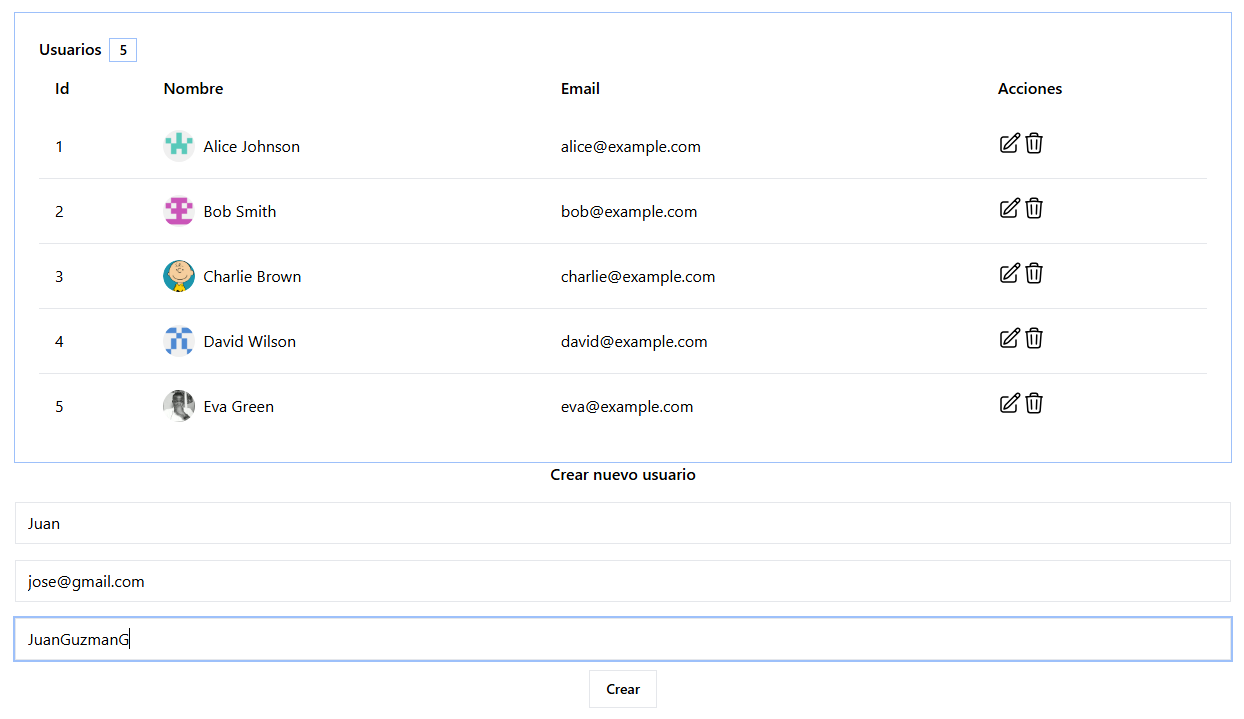 Usuarios 5
Id Nombre Email Acciones
1 Alice Johnson alice@example.com
2 Bob Smith bob@example.com
3 Charlie Brown charlie@example.com
4 David Wilson david@example.com
5 Eva Green eva@example.com
Crear nuevo usuario
Juan
jose@gmail.com
JuanGuzmanG
Crear